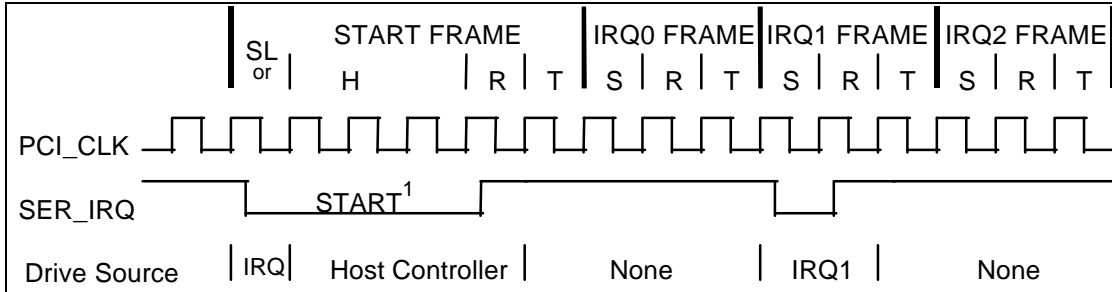 START FRAME IRQ0 FRAME IRQ1 FRAME IRQ2 FRAME
SL
or
H R T S R T S R T S R T
PCI_CLK
SER_IRQ START1
Drive Source IRQ Host Controller None IRQ1 None